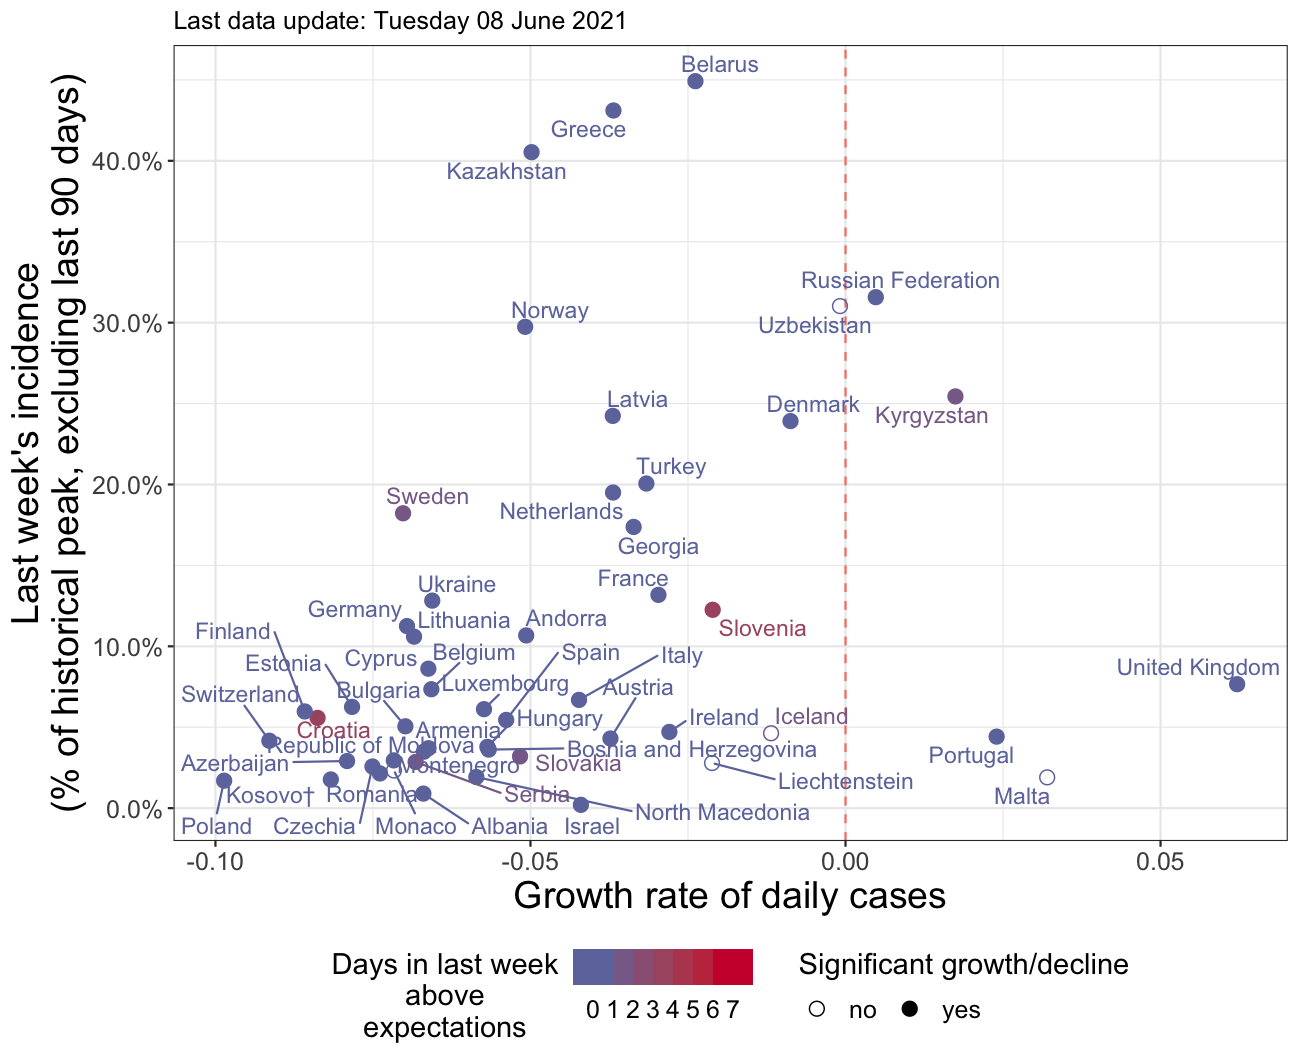 Last data update: Tuesday 08 June 2021
Last week's incidence
(% of historical peak, excluding last 90 days)
40.0%
30.0%
20.0%
10.0%
0.0%
Belarus
Greece
Kazakhstan
Russian Federation
Norway
Uzbekistan
Latvia
Denmark
Kyrgyzstan
Turkey
Sweden
Netherlands
Georgia
France
Ukraine
Germany
Lithuania
Andorra
Slovenia
Finland
Estonia
Cyprus
Belgium
Spain
Italy
United Kingdom
Switzerland
Bulgaria
Luxembourg
Austria
Croatia
Armenia
Hungary
Ireland
Iceland
Republic of Moldova
Bosnia and Herzegovina
Portugal
Azerbaijan
Montenegro
Slovakia
Liechtenstein
Kosovo†
Romania
Serbia
Malta
North Macedonia
Poland
Czechia
Monaco
Albania
Israel
-0.10
-0.05
0.00
0.05
Growth rate of daily cases
Days in last week
above
expectations
0 1 2 3 4 5 6 7
Significant growth/decline
no
yes